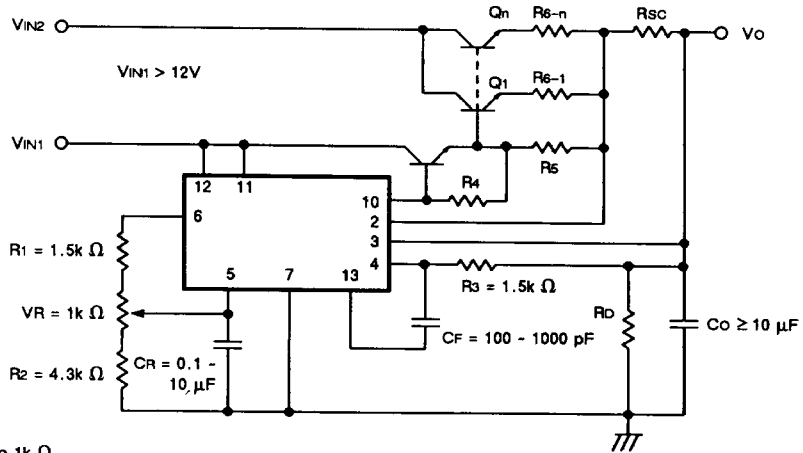 VIN2
Qn
R6-n
RSC
VO
VIN1 > 12V
Q1
R6-1
VIN1
R4
R5
12
11
10
6
2
3
4
5
7
13
R1 = 1.5k Ω
VR = 1k Ω
R2 = 4.3k Ω
CR = 0.1 ~
10 µF
R3 = 1.5k Ω
CF = 100 ~ 1000 pF
RD
CO ≥ 10 µF
1k Ω